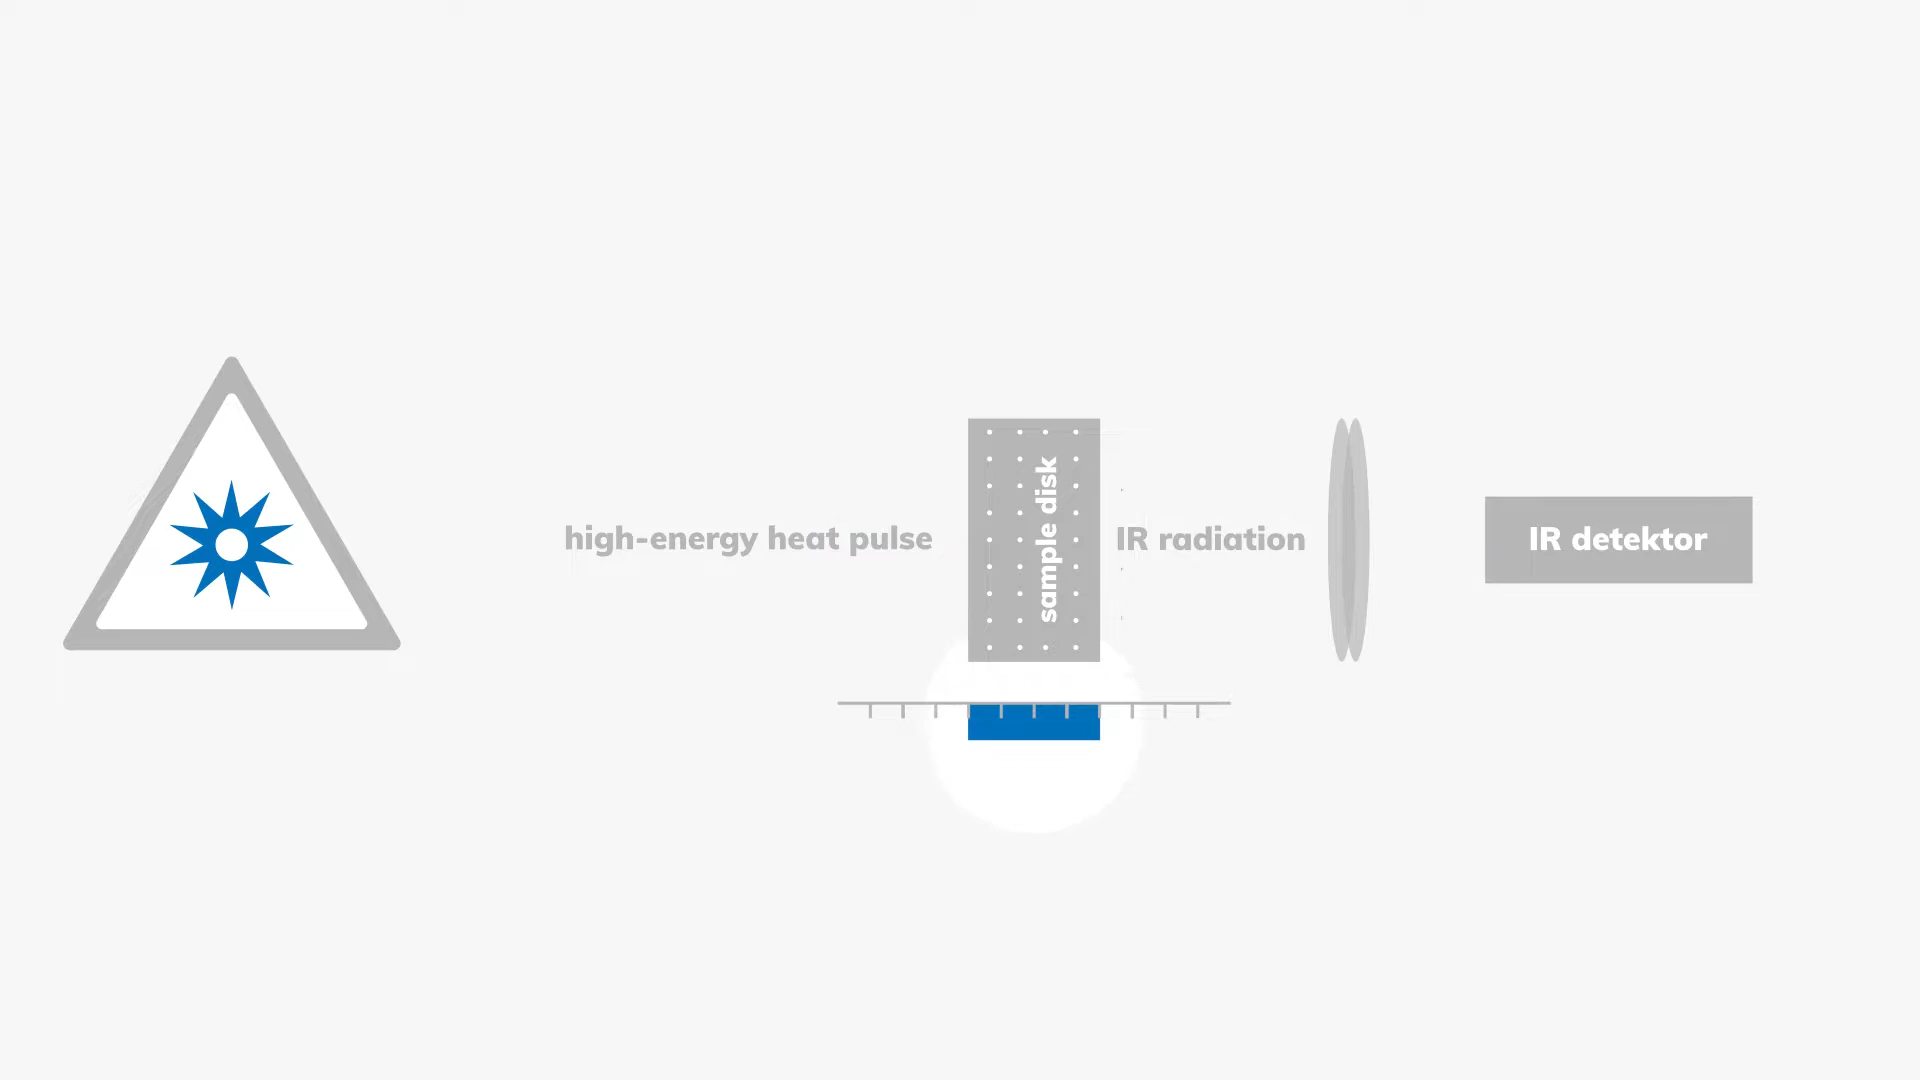 high-energy heat pulse
sample disk
IR radiation
IR detektor